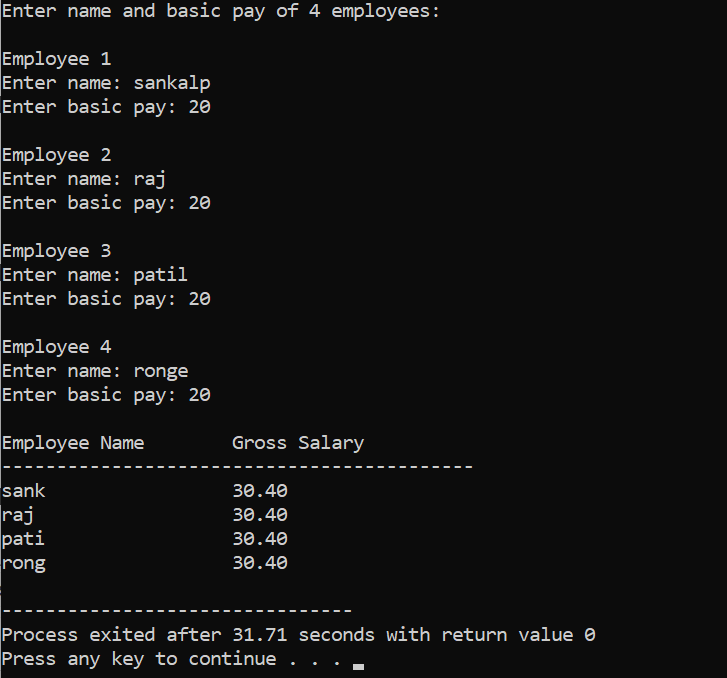 Enter name and basic pay of 4 employees:
Employee 1
Enter name: sankalp
Enter basic pay: 20
Employee 2
Enter name: raj
Enter basic pay: 20
Employee 3
Enter name: patil
Enter basic pay: 20
Employee 4
Enter name: ronge
Enter basic pay: 20
Employee Name        Gross Salary
-------------------------------------------
sank                 30.40
raj                  30.40
pati                 30.40
rong                 30.40
--------------------------------
Process exited after 31.71 seconds with return value 0
Press any key to continue . . .